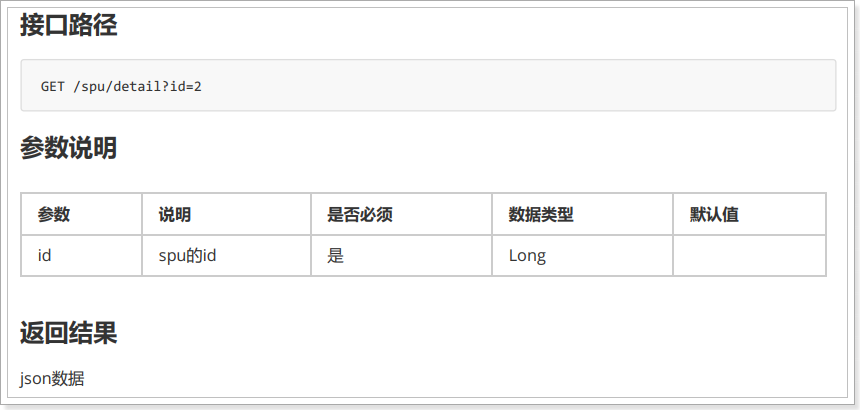 接口路径
GET /spu/detail?id=2
参数说明
参数 说明 是否必须 数据类型 默认值
id spu的id 是 Long
返回结果
json数据